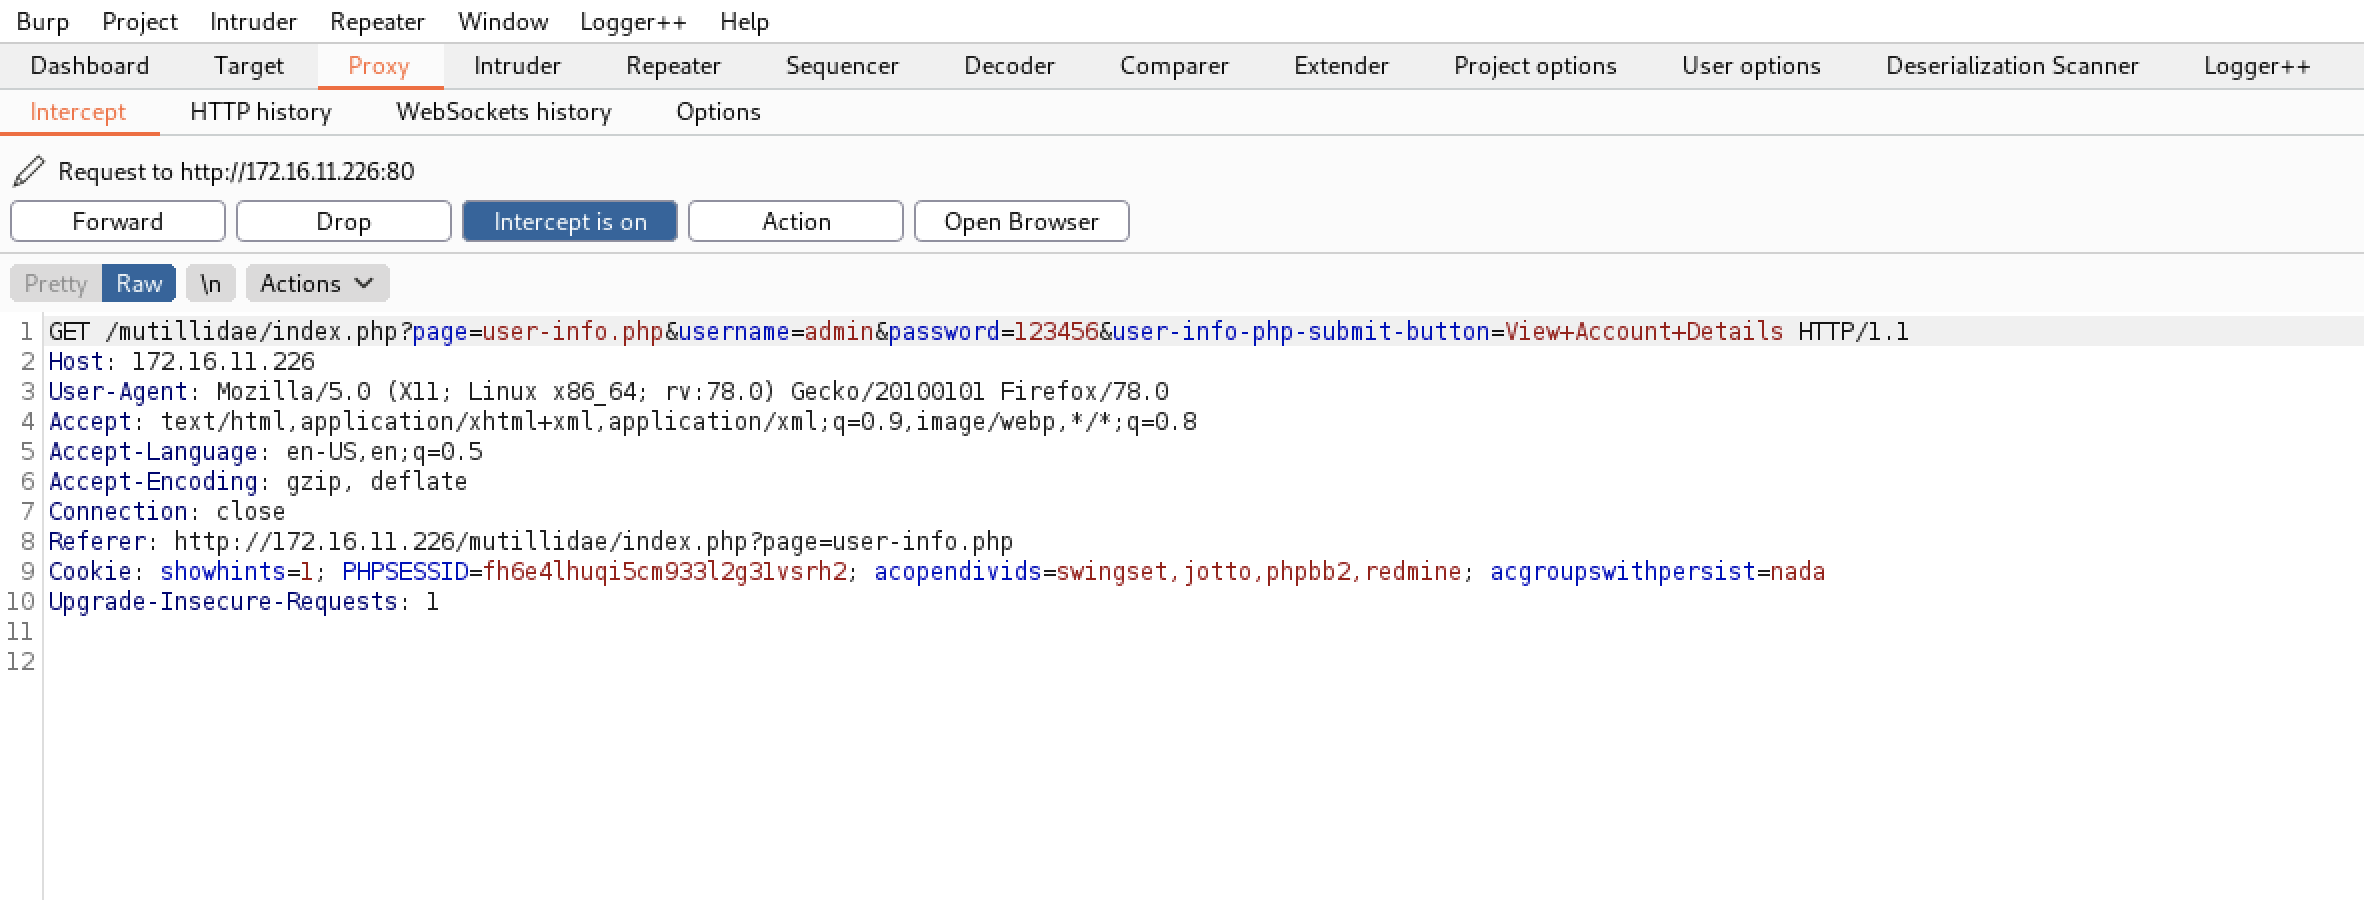 Burp Project Intruder Repeater Window Logger++ Help
Dashboard Target Proxy Intruder Repeater Sequencer Decoder Comparer Extender Project options User options Deserialization Scanner Logger++
Intercept HTTP history WebSockets history Options
Request to http://172.16.11.226:80
Forward Drop Intercept is on Action Open Browser
Pretty Raw \n Actions
1 GET /mutillidae/index.php?page=user-info.php&username=admin&password=123456&user-info-php-submit-button=View+Account+Details HTTP/1.1
2 Host: 172.16.11.226
3 User-Agent: Mozilla/5.0 (X11; Linux x86_64; rv:78.0) Gecko/20100101 Firefox/78.0
4 Accept: text/html,application/xhtml+xml,application/xml;q=0.9,image/webp,*/*;q=0.8
5 Accept-Language: en-US,en;q=0.5
6 Accept-Encoding: gzip, deflate
7 Connection: close
8 Referer: http://172.16.11.226/mutillidae/index.php?page=user-info.php
9 Cookie: showhints=1; PHPSESSID=fh6e4lhuqi5cm933l2g3lvsrh2; acopendivids=swingset,jotto,phpbb2,redmine; acgroupswithpersist=nada
10 Upgrade-Insecure-Requests: 1
11
12